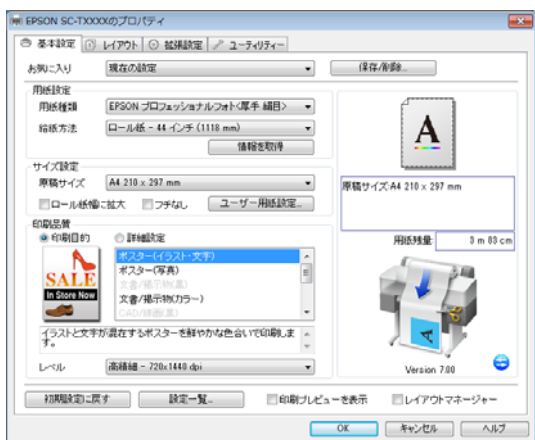 EPSON SC-TXXXXのプロパティ
基本設定 レイアウト 拡張設定 ユーティリティー
お気に入り 現在の設定 保存/削除...
用紙設定
用紙種類 EPSON プロフェッショナルフォト<厚手 絹目>
給紙方法 ロール紙 - 44 インチ (1118 mm)
情報を取得
サイズ設定
原稿サイズ A4 210 x 297 mm
ロール紙幅に拡大 フチなし ユーザー用紙設定...
印刷品質
印刷目的 詳細設定
SALE
In Store Now
ポスター(イラスト・文字)
ポスター(写真)
文書/掲示物(黒)
文書/掲示物(カラー)
CAD/線画(黒)
イラストと文字が混在するポスターを鮮やかな色合いで印刷します。
レベル 高精細 - 720x1440 dpi
A
原稿サイズ:A4 210 x 297 mm
用紙残量 3 m 83 cm
A
Version 7.00
初期設定に戻す 設定一覧... 印刷プレビューを表示 レイアウトマネージャー
OK キャンセル ヘルプ